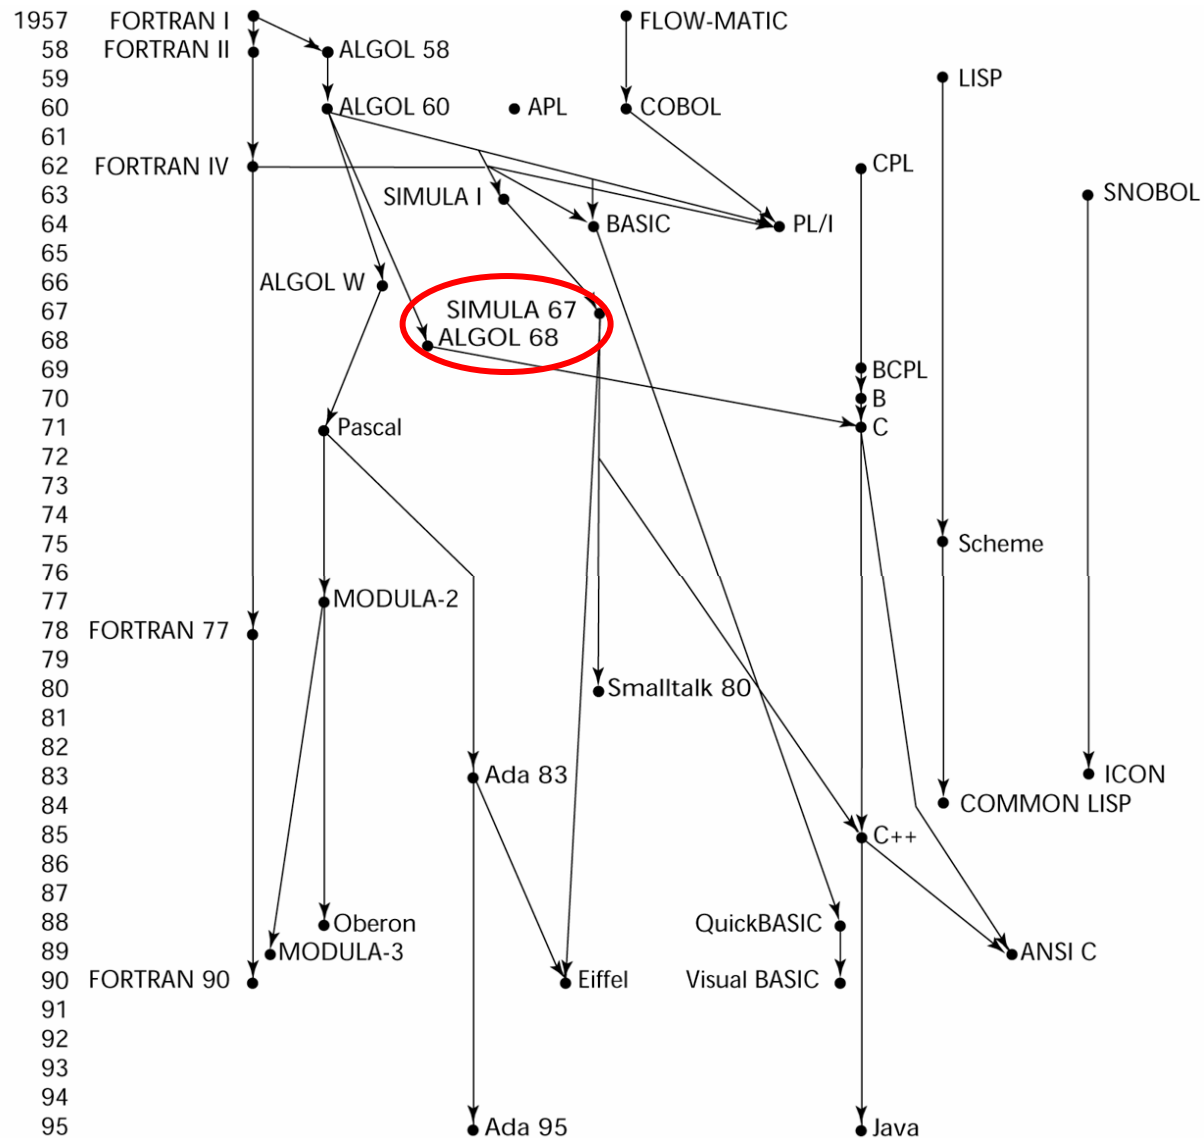 1957 FORTRAN I FLOW-MATIC
58 FORTRAN II ALGOL 58
59 LISP
60 ALGOL 60 APL COBOL
61
62 FORTRAN IV CPL
63 SIMULA I SNOBOL
64 BASIC PL/I
65
66 ALGOL W
67 SIMULA 67
68 ALGOL 68
69 BCPL
70 B
71 Pascal C
72
73
74
75 Scheme
76
77 MODULA-2
78 FORTRAN 77
79
80 Smalltalk 80
81
82
83 Ada 83 ICON
84 COMMON LISP
85 C++
86
87
88 Oberon QuickBASIC
89 MODULA-3 ANSI C
90 FORTRAN 90 Eiffel Visual BASIC
91
92
93
94
95 Ada 95 Java